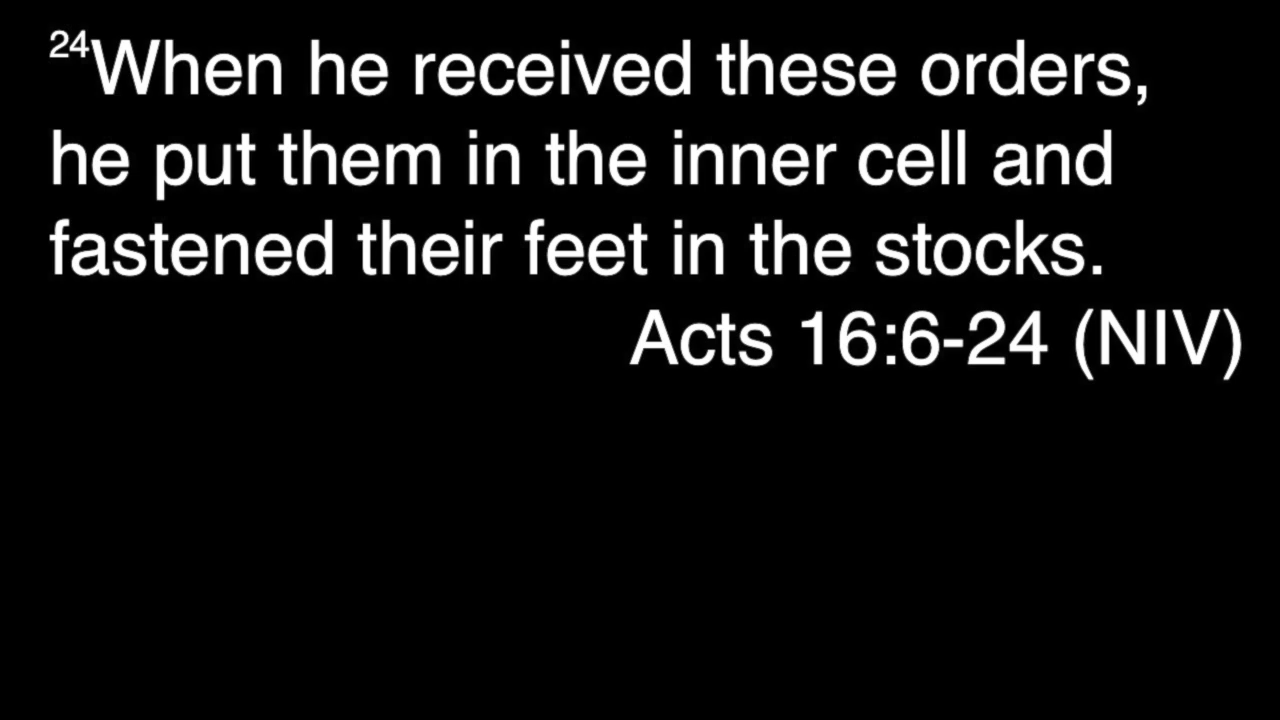 24When he received these orders,
he put them in the inner cell and
fastened their feet in the stocks.
Acts 16:6-24 (NIV)